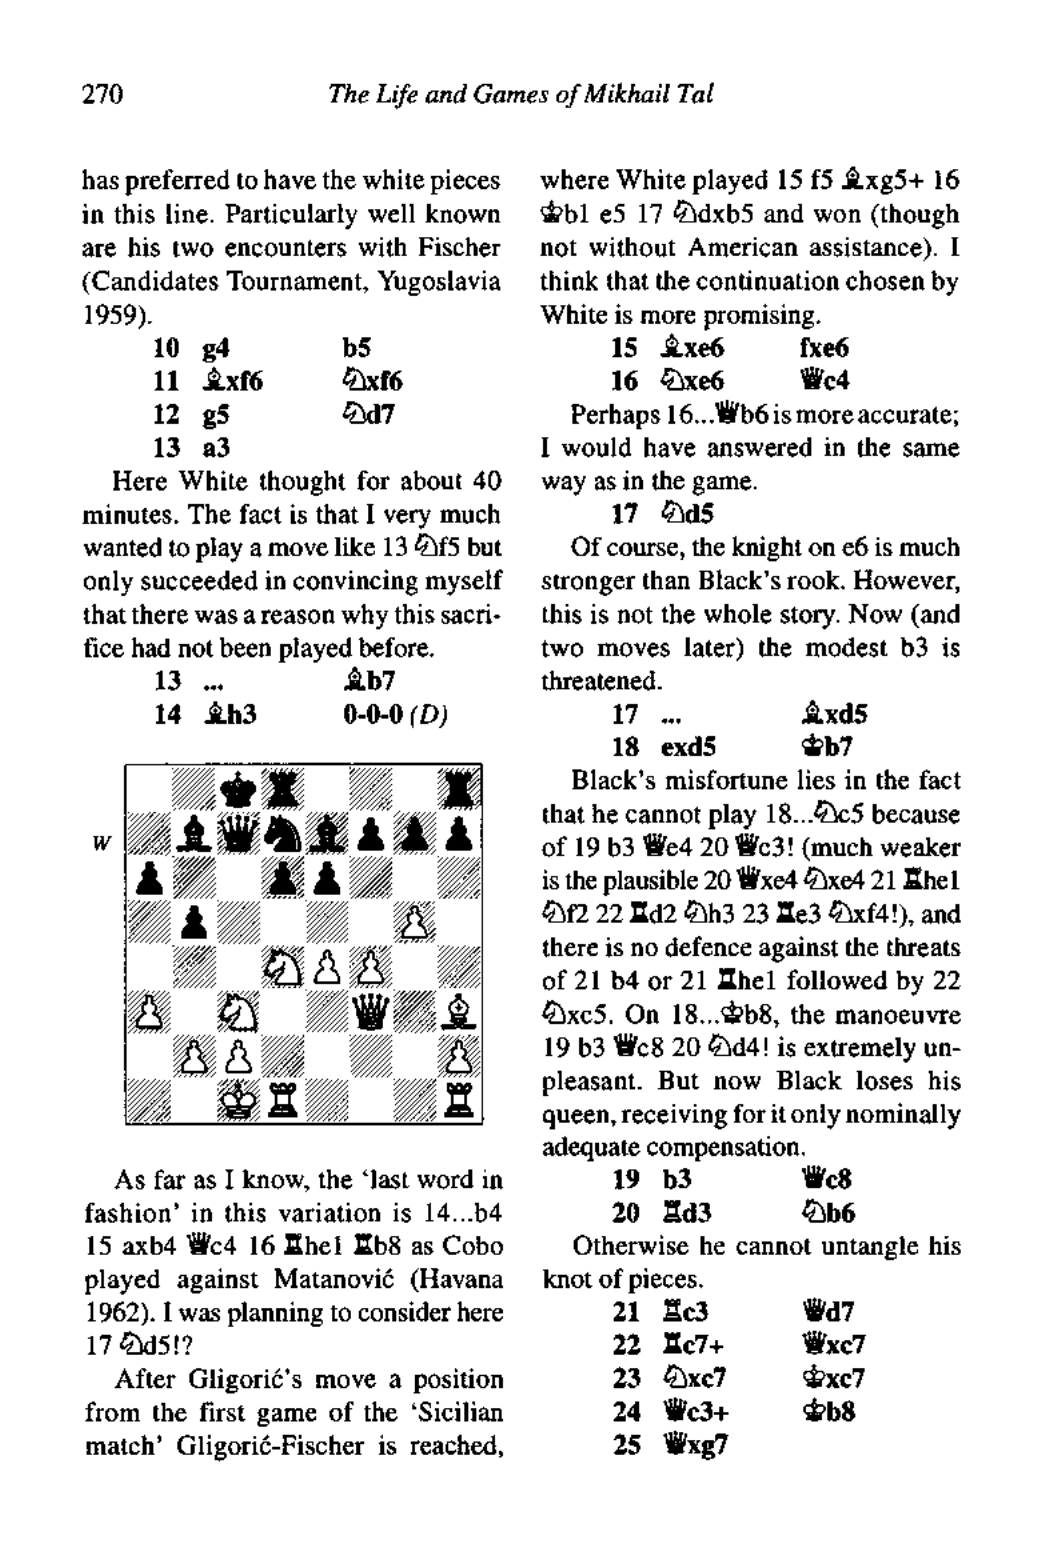 270
The Life and Games of Mikhail Tal
has preferred to have the white pieces
in this line. Particularly well known
are his two encounters with Fischer
(Candidates Tournament, Yugoslavia
1959).
10 g4 b5
11 ♗xf6 ♘xf6
12 g5 ♘d7
13 a3
Here White thought for about 40
minutes. The fact is that I very much
wanted to play a move like 13 ♘f5 but
only succeeded in convincing myself
that there was a reason why this sacri-
fice had not been played before.
13 ... ♗b7
14 ♗h3 0-0-0 (D)
W
As far as I know, the ‘last word in
fashion’ in this variation is 14...b4
15 axb4 ♕c4 16 ♖he1 ♖b8 as Cobo
played against Matanović (Havana
1962). I was planning to consider here
17 ♘d5!?
After Gligorić’s move a position
from the first game of the ‘Sicilian
match’ Gligorić-Fischer is reached,
where White played 15 f5 ♗xg5+ 16
♔b1 e5 17 ♘dxb5 and won (though
not without American assistance). I
think that the continuation chosen by
White is more promising.
15 ♗xe6 fxe6
16 ♘xe6 ♕c4
Perhaps 16...♕b6 is more accurate;
I would have answered in the same
way as in the game.
17 ♘d5
Of course, the knight on e6 is much
stronger than Black’s rook. However,
this is not the whole story. Now (and
two moves later) the modest b3 is
threatened.
17 ... ♗xd5
18 exd5 ♔b7
Black’s misfortune lies in the fact
that he cannot play 18...♘c5 because
of 19 b3 ♕e4 20 ♕c3! (much weaker
is the plausible 20 ♕xe4 ♘xe4 21 ♖he1
♘f2 22 ♖d2 ♘h3 23 ♖e3 ♘xf4!), and
there is no defence against the threats
of 21 b4 or 21 ♖he1 followed by 22
♘xc5. On 18...♔b8, the manoeuvre
19 b3 ♕c8 20 ♘d4! is extremely un-
pleasant. But now Black loses his
queen, receiving for it only nominally
adequate compensation.
19 b3 ♕c8
20 ♖d3 ♘b6
Otherwise he cannot untangle his
knot of pieces.
21 ♖c3 ♕d7
22 ♖c7+ ♕xc7
23 ♘xc7 ♔xc7
24 ♕c3+ ♔b8
25 ♕xg7